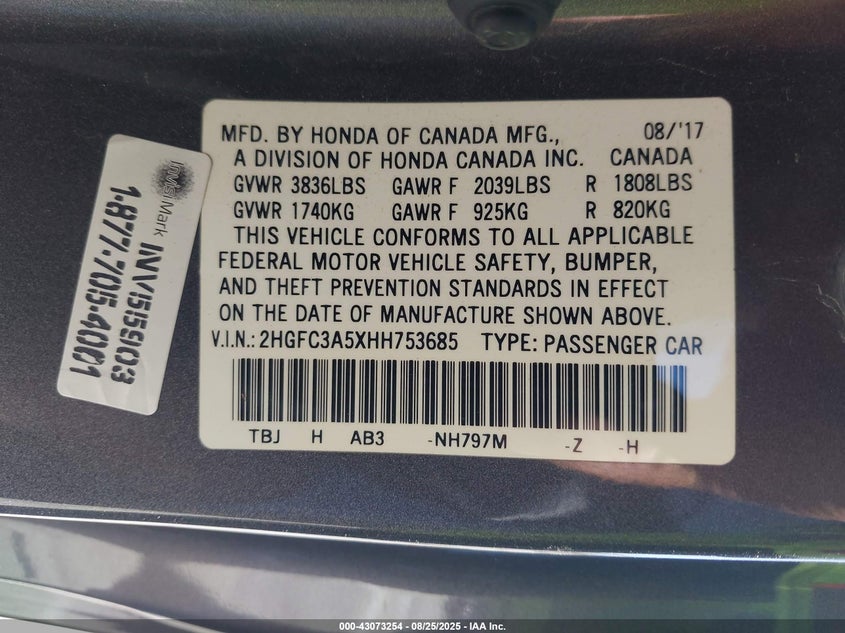 MFD. BY HONDA OF CANADA MFG., 08/'17
A DIVISION OF HONDA CANADA INC. CANADA
GVWR 3836LBS GAWR F 2039LBS R 1808LBS
GVWR 1740KG GAWR F 925KG R 820KG
THIS VEHICLE CONFORMS TO ALL APPLICABLE
FEDERAL MOTOR VEHICLE SAFETY, BUMPER,
AND THEFT PREVENTION STANDARDS IN EFFECT
ON THE DATE OF MANUFACTURE SHOWN ABOVE.
V.I.N.: 2HGFC3A5XHH753685 TYPE: PASSENGER CAR
TBJ H AB3 -NH797M -Z -H
InvisiMark
INV515903
1-877-705-4001
000-43073254 - 08/25/2025 - IAA Inc.